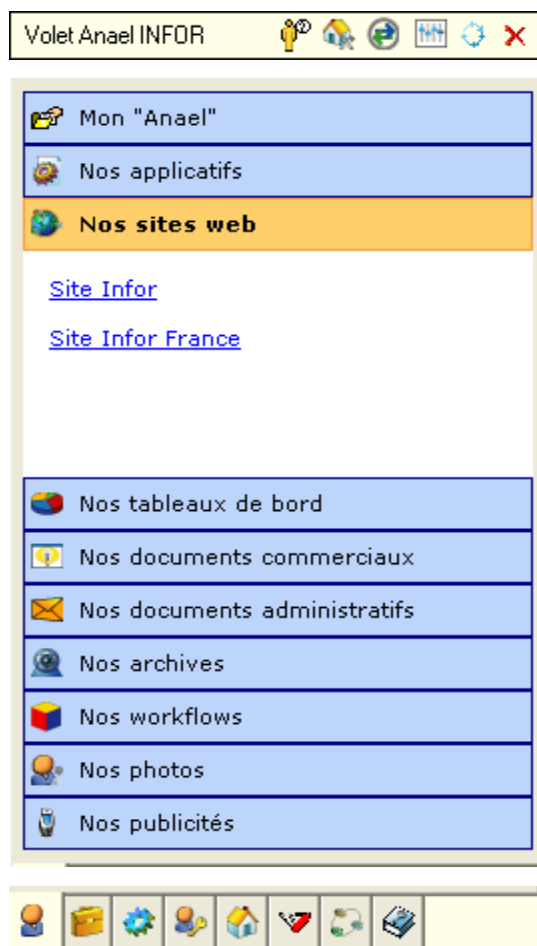 Volet Anael INFOR
Mon "Anael"
Nos applicatifs
Nos sites web
Site Infor
Site Infor France
Nos tableaux de bord
Nos documents commerciaux
Nos documents administratifs
Nos archives
Nos workflows
Nos photos
Nos publicités